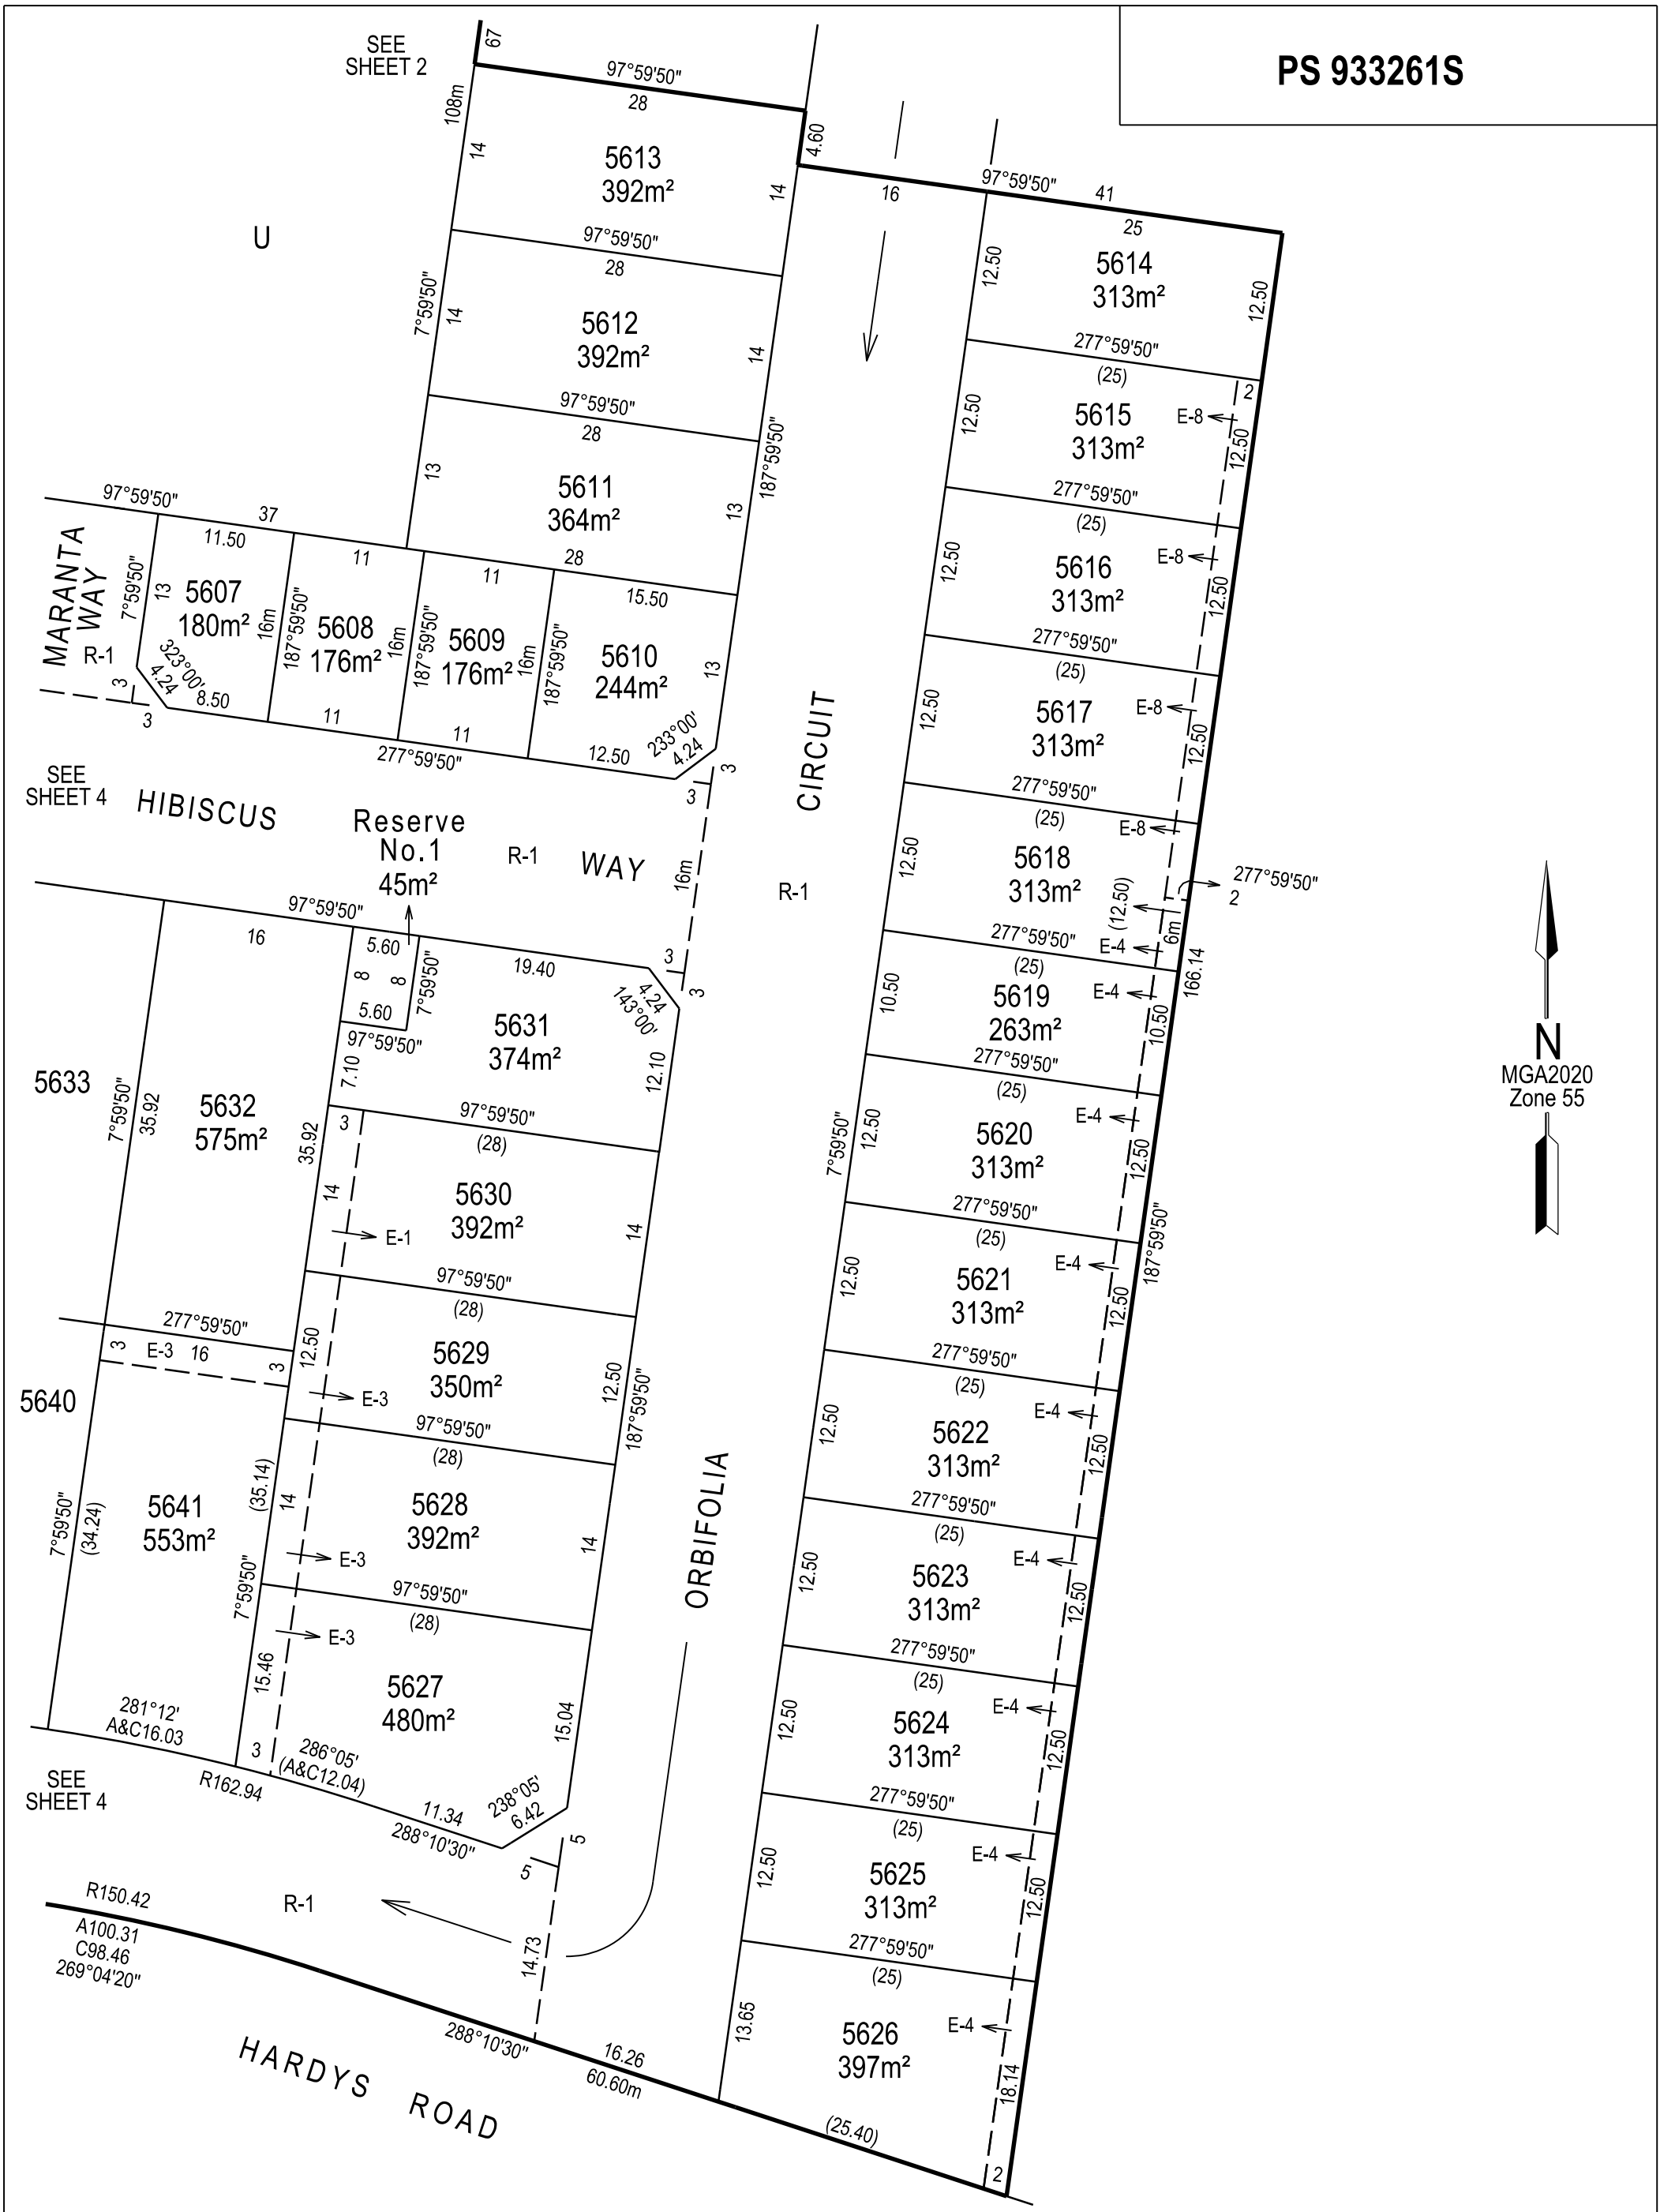 PS 933261S
SEE
SHEET 2
67
97°59'50"
28
108m
4.60
14
5613
392m²
14
97°59'50"
28
U
7°59'50"
14
5612
392m²
14
97°59'50"
28
187°59'50"
13
5611
364m²
13
16
97°59'50"
41
25
12.50
5614
313m²
12.50
277°59'50"
(25)
2
12.50
5615
313m²
E-8
12.50
277°59'50"
(25)
12.50
5616
313m²
E-8
12.50
277°59'50"
(25)
12.50
5617
313m²
E-8
12.50
277°59'50"
(25)
E-8
12.50
5618
313m²
(12.50)
277°59'50"
2
6m
E-4
277°59'50"
(25)
166.14
10.50
5619
263m²
E-4
10.50
277°59'50"
(25)
7°59'50"
12.50
5620
313m²
E-4
12.50
277°59'50"
(25)
187°59'50"
12.50
5621
313m²
E-4
12.50
277°59'50"
(25)
12.50
5622
313m²
E-4
12.50
277°59'50"
(25)
12.50
5623
313m²
E-4
12.50
277°59'50"
(25)
12.50
5624
313m²
E-4
12.50
277°59'50"
(25)
12.50
5625
313m²
E-4
12.50
277°59'50"
(25)
13.65
5626
397m²
E-4
18.14
(25.40)
2
97°59'50"
37
28
MARANTA
WAY
R-1
7°59'50"
13
11.50
5607
180m²
16m
187°59'50"
323°00'
4.24
8.50
3
3
11
5608
176m²
16m
187°59'50"
11
11
5609
176m²
16m
187°59'50"
11
15.50
5610
244m²
13
12.50
233°00'
4.24
277°59'50"
3
3
SEE
SHEET 4
HIBISCUS
WAY
Reserve
No.1
45m²
R-1
16m
R-1
CIRCUIT
ORBIFOLIA
97°59'50"
16
5.60
8
8
7°59'50"
5.60
97°59'50"
19.40
3
3
4.24
143°00'
5631
374m²
7.10
12.10
5633
7°59'50"
35.92
5632
575m²
35.92
97°59'50"
3
(28)
14
5630
392m²
14
E-1
97°59'50"
(28)
277°59'50"
3
E-3
16
3
12.50
5629
350m²
12.50
E-3
187°59'50"
97°59'50"
(28)
5640
7°59'50"
(34.24)
5641
553m²
(35.14)
14
5628
392m²
14
E-3
97°59'50"
(28)
7°59'50"
E-3
15.46
5627
480m²
15.04
281°12'
A&C16.03
3
286°05'
(A&C12.04)
R162.94
11.34
288°10'30"
238°05'
6.42
5
5
SEE
SHEET 4
R150.42
R-1
A100.31
C98.46
269°04'20"
14.73
288°10'30"
16.26
60.60m
HARDYS ROAD
N
MGA2020
Zone 55